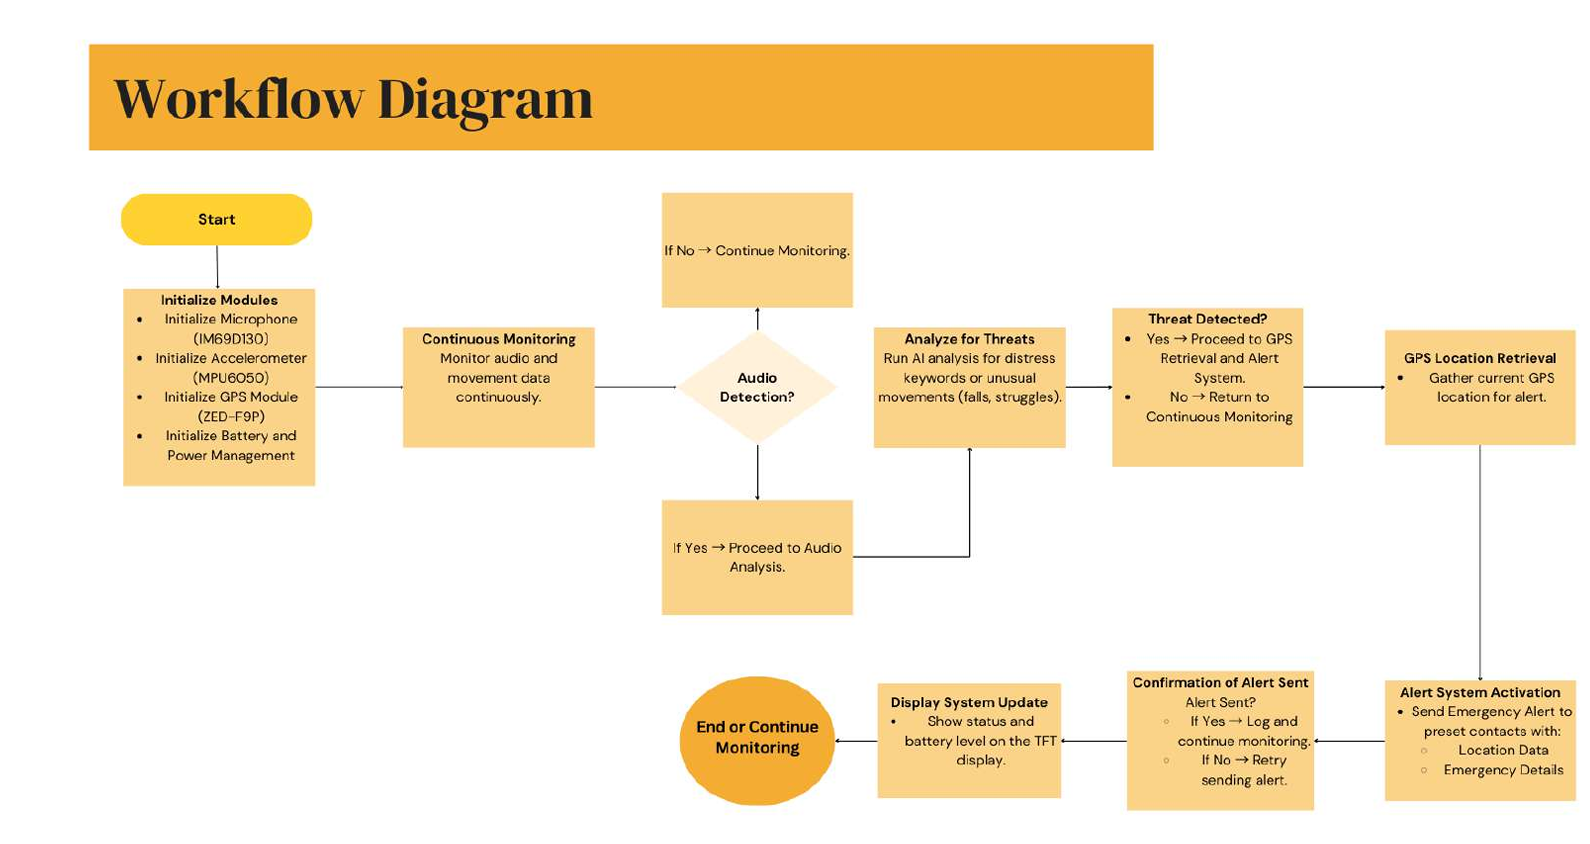 Workflow Diagram
Start
Initialize Modules
• Initialize Microphone
(IM69D130)
• Initialize Accelerometer
(MPU6050)
• Initialize GPS Module
(ZED-F9P)
• Initialize Battery and
Power Management
Continuous Monitoring
Monitor audio and
movement data
continuously.
If No → Continue Monitoring.
Audio
Detection?
If Yes → Proceed to Audio
Analysis.
Analyze for Threats
Run AI analysis for distress
keywords or unusual
movements (falls, struggles).
Threat Detected?
• Yes → Proceed to GPS
Retrieval and Alert
System.
• No → Return to
Continuous Monitoring
GPS Location Retrieval
• Gather current GPS
location for alert.
Alert System Activation
• Send Emergency Alert to
preset contacts with:
○ Location Data
○ Emergency Details
Confirmation of Alert Sent
Alert Sent?
○ If Yes → Log and
continue monitoring.
○ If No → Retry
sending alert.
Display System Update
• Show status and
battery level on the TFT
display.
End or Continue
Monitoring